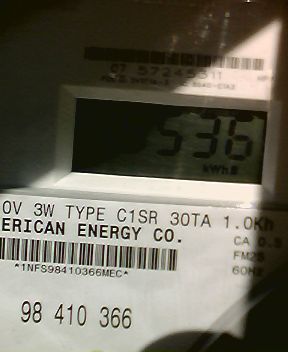 07 57245311
536
kWh
0V 3W TYPE C1SR 30TA 1.0Kh
ERICAN ENERGY CO.
CA 0.5
*1NFS98410366MEC*
FM2S
60HZ
98 410 366